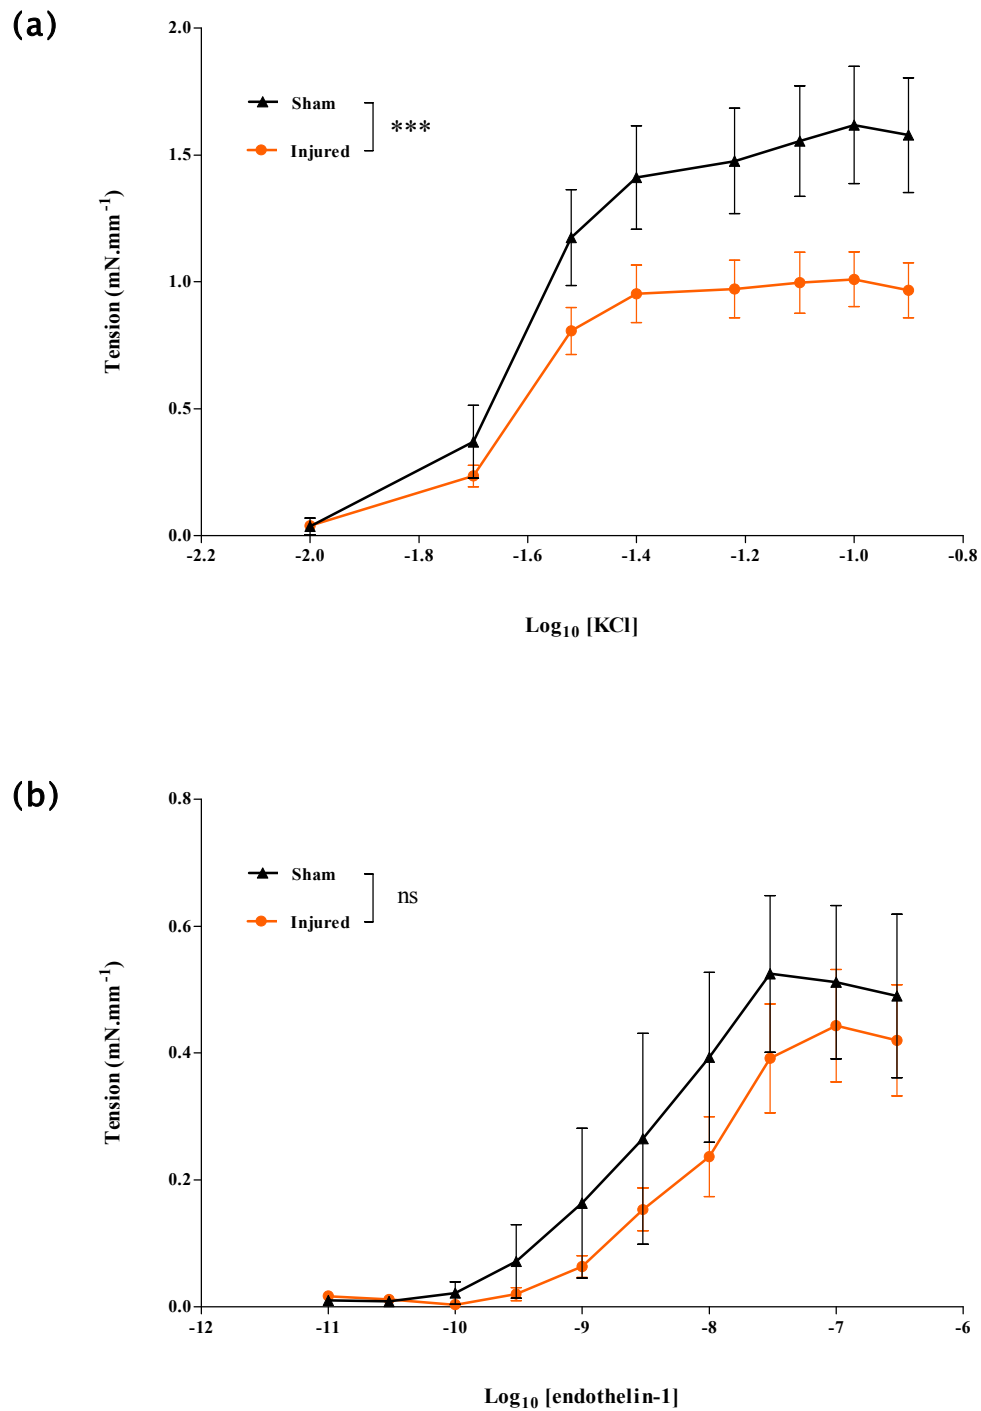 (a)
2.0
1.5
1.0
0.5
0.0
Tension (mN.mm⁻¹)
Sham
Injured
***
-2.2 -2.0 -1.8 -1.6 -1.4 -1.2 -1.0 -0.8
Log₁₀ [KCl]
(b)
0.8
0.6
0.4
0.2
0.0
Tension (mN.mm⁻¹)
Sham
Injured
ns
-12 -11 -10 -9 -8 -7 -6
Log₁₀ [endothelin-1]